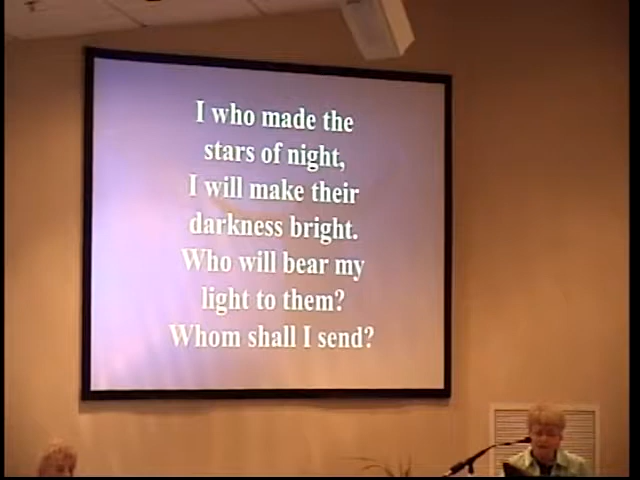 I who made the
stars of night,
I will make their
darkness bright.
Who will bear my
light to them?
Whom shall I send?